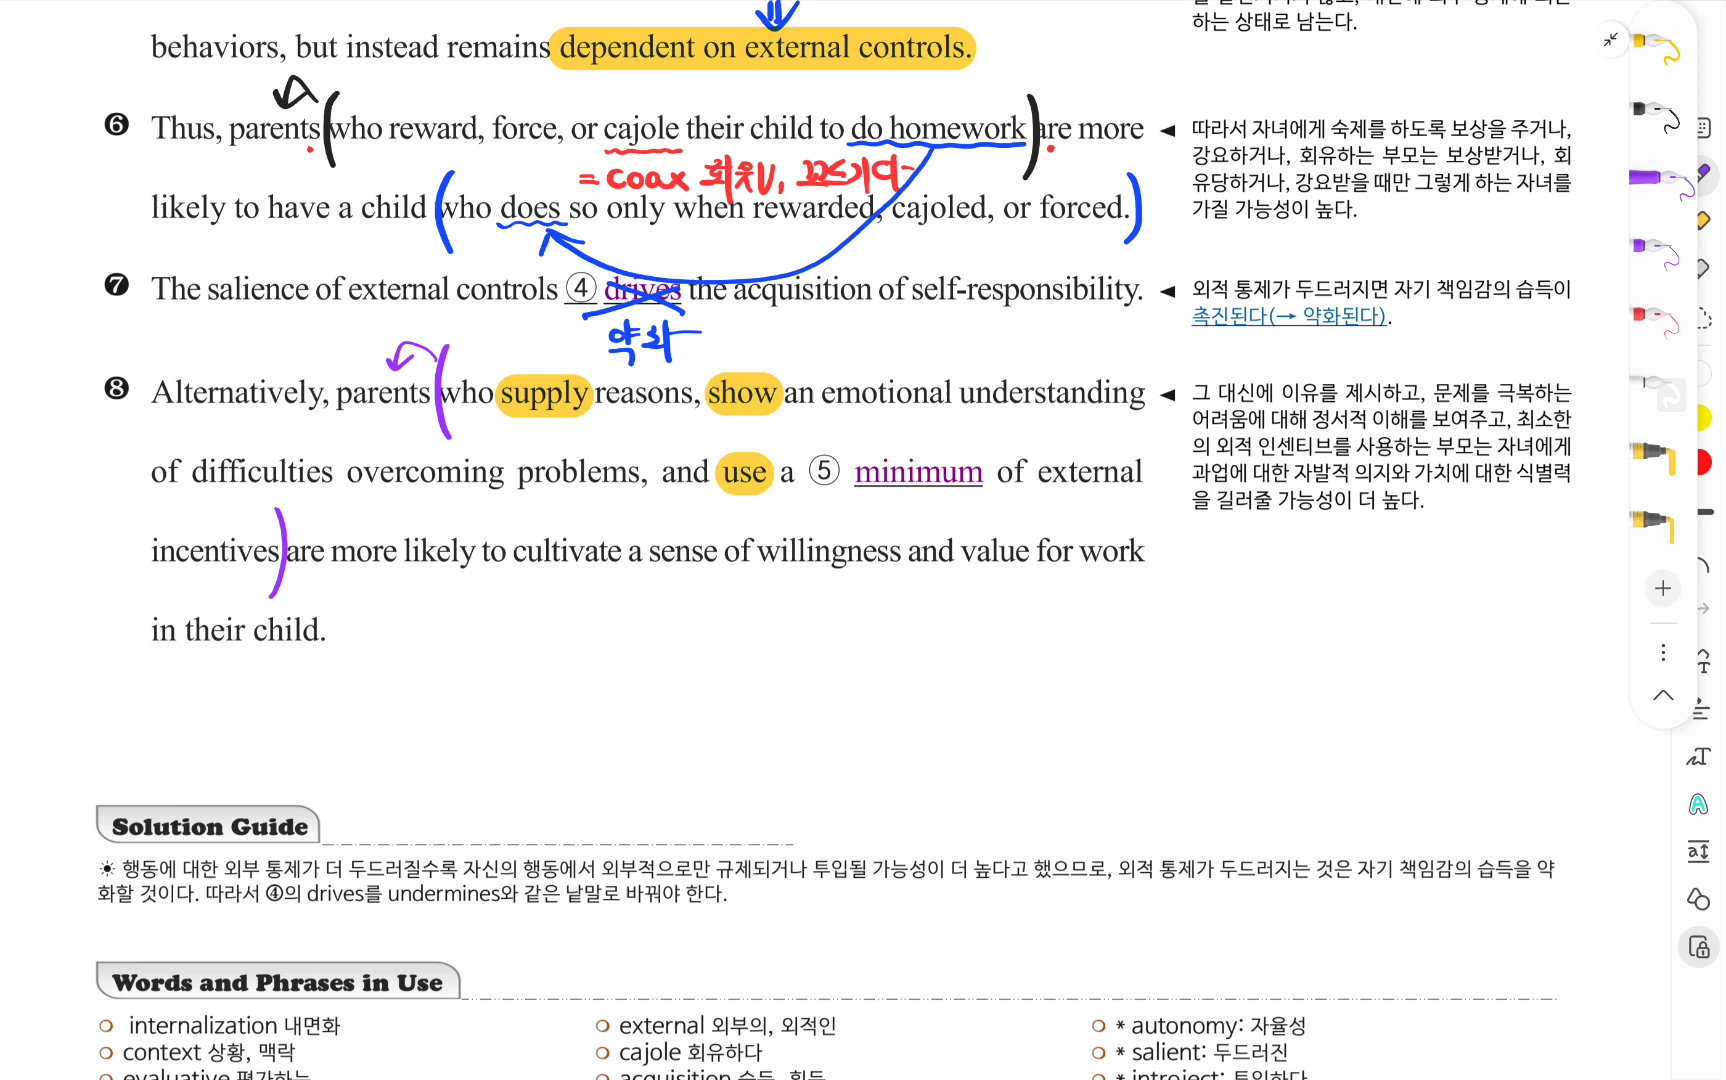 하는 상태로 남는다.
behaviors, but instead remains dependent on external controls.
❻ Thus, parents who reward, force, or cajole their child to do homework are more
= coax 회유, 꼬드기다
likely to have a child who does so only when rewarded, cajoled, or forced.
◄ 따라서 자녀에게 숙제를 하도록 보상을 주거나,
강요하거나, 회유하는 부모는 보상받거나, 회
유당하거나, 강요받을 때만 그렇게 하는 자녀를
가질 가능성이 높다.
❼ The salience of external controls ④ drives the acquisition of self-responsibility.
약화
◄ 외적 통제가 두드러지면 자기 책임감의 습득이
촉진된다(→ 약화된다).
❽ Alternatively, parents who supply reasons, show an emotional understanding
of difficulties overcoming problems, and use a ⑤ minimum of external
incentives are more likely to cultivate a sense of willingness and value for work
in their child.
◄ 그 대신에 이유를 제시하고, 문제를 극복하는
어려움에 대해 정서적 이해를 보여주고, 최소한
의 외적 인센티브를 사용하는 부모는 자녀에게
과업에 대한 자발적 의지와 가치에 대한 식별력
을 길러줄 가능성이 더 높다.
Solution Guide
☀ 행동에 대한 외부 통제가 더 두드러질수록 자신의 행동에서 외부적으로만 규제되거나 투입될 가능성이 더 높다고 했으므로, 외적 통제가 두드러지는 것은 자기 책임감의 습득을 약
화할 것이다. 따라서 ④의 drives를 undermines와 같은 낱말로 바꿔야 한다.
Words and Phrases in Use
internalization 내면화
external 외부의, 외적인
* autonomy: 자율성
context 상황, 맥락
cajole 회유하다
* salient: 두드러진
evaluative 평가하는
acquisition 습득, 획득
* introject: 투입하다